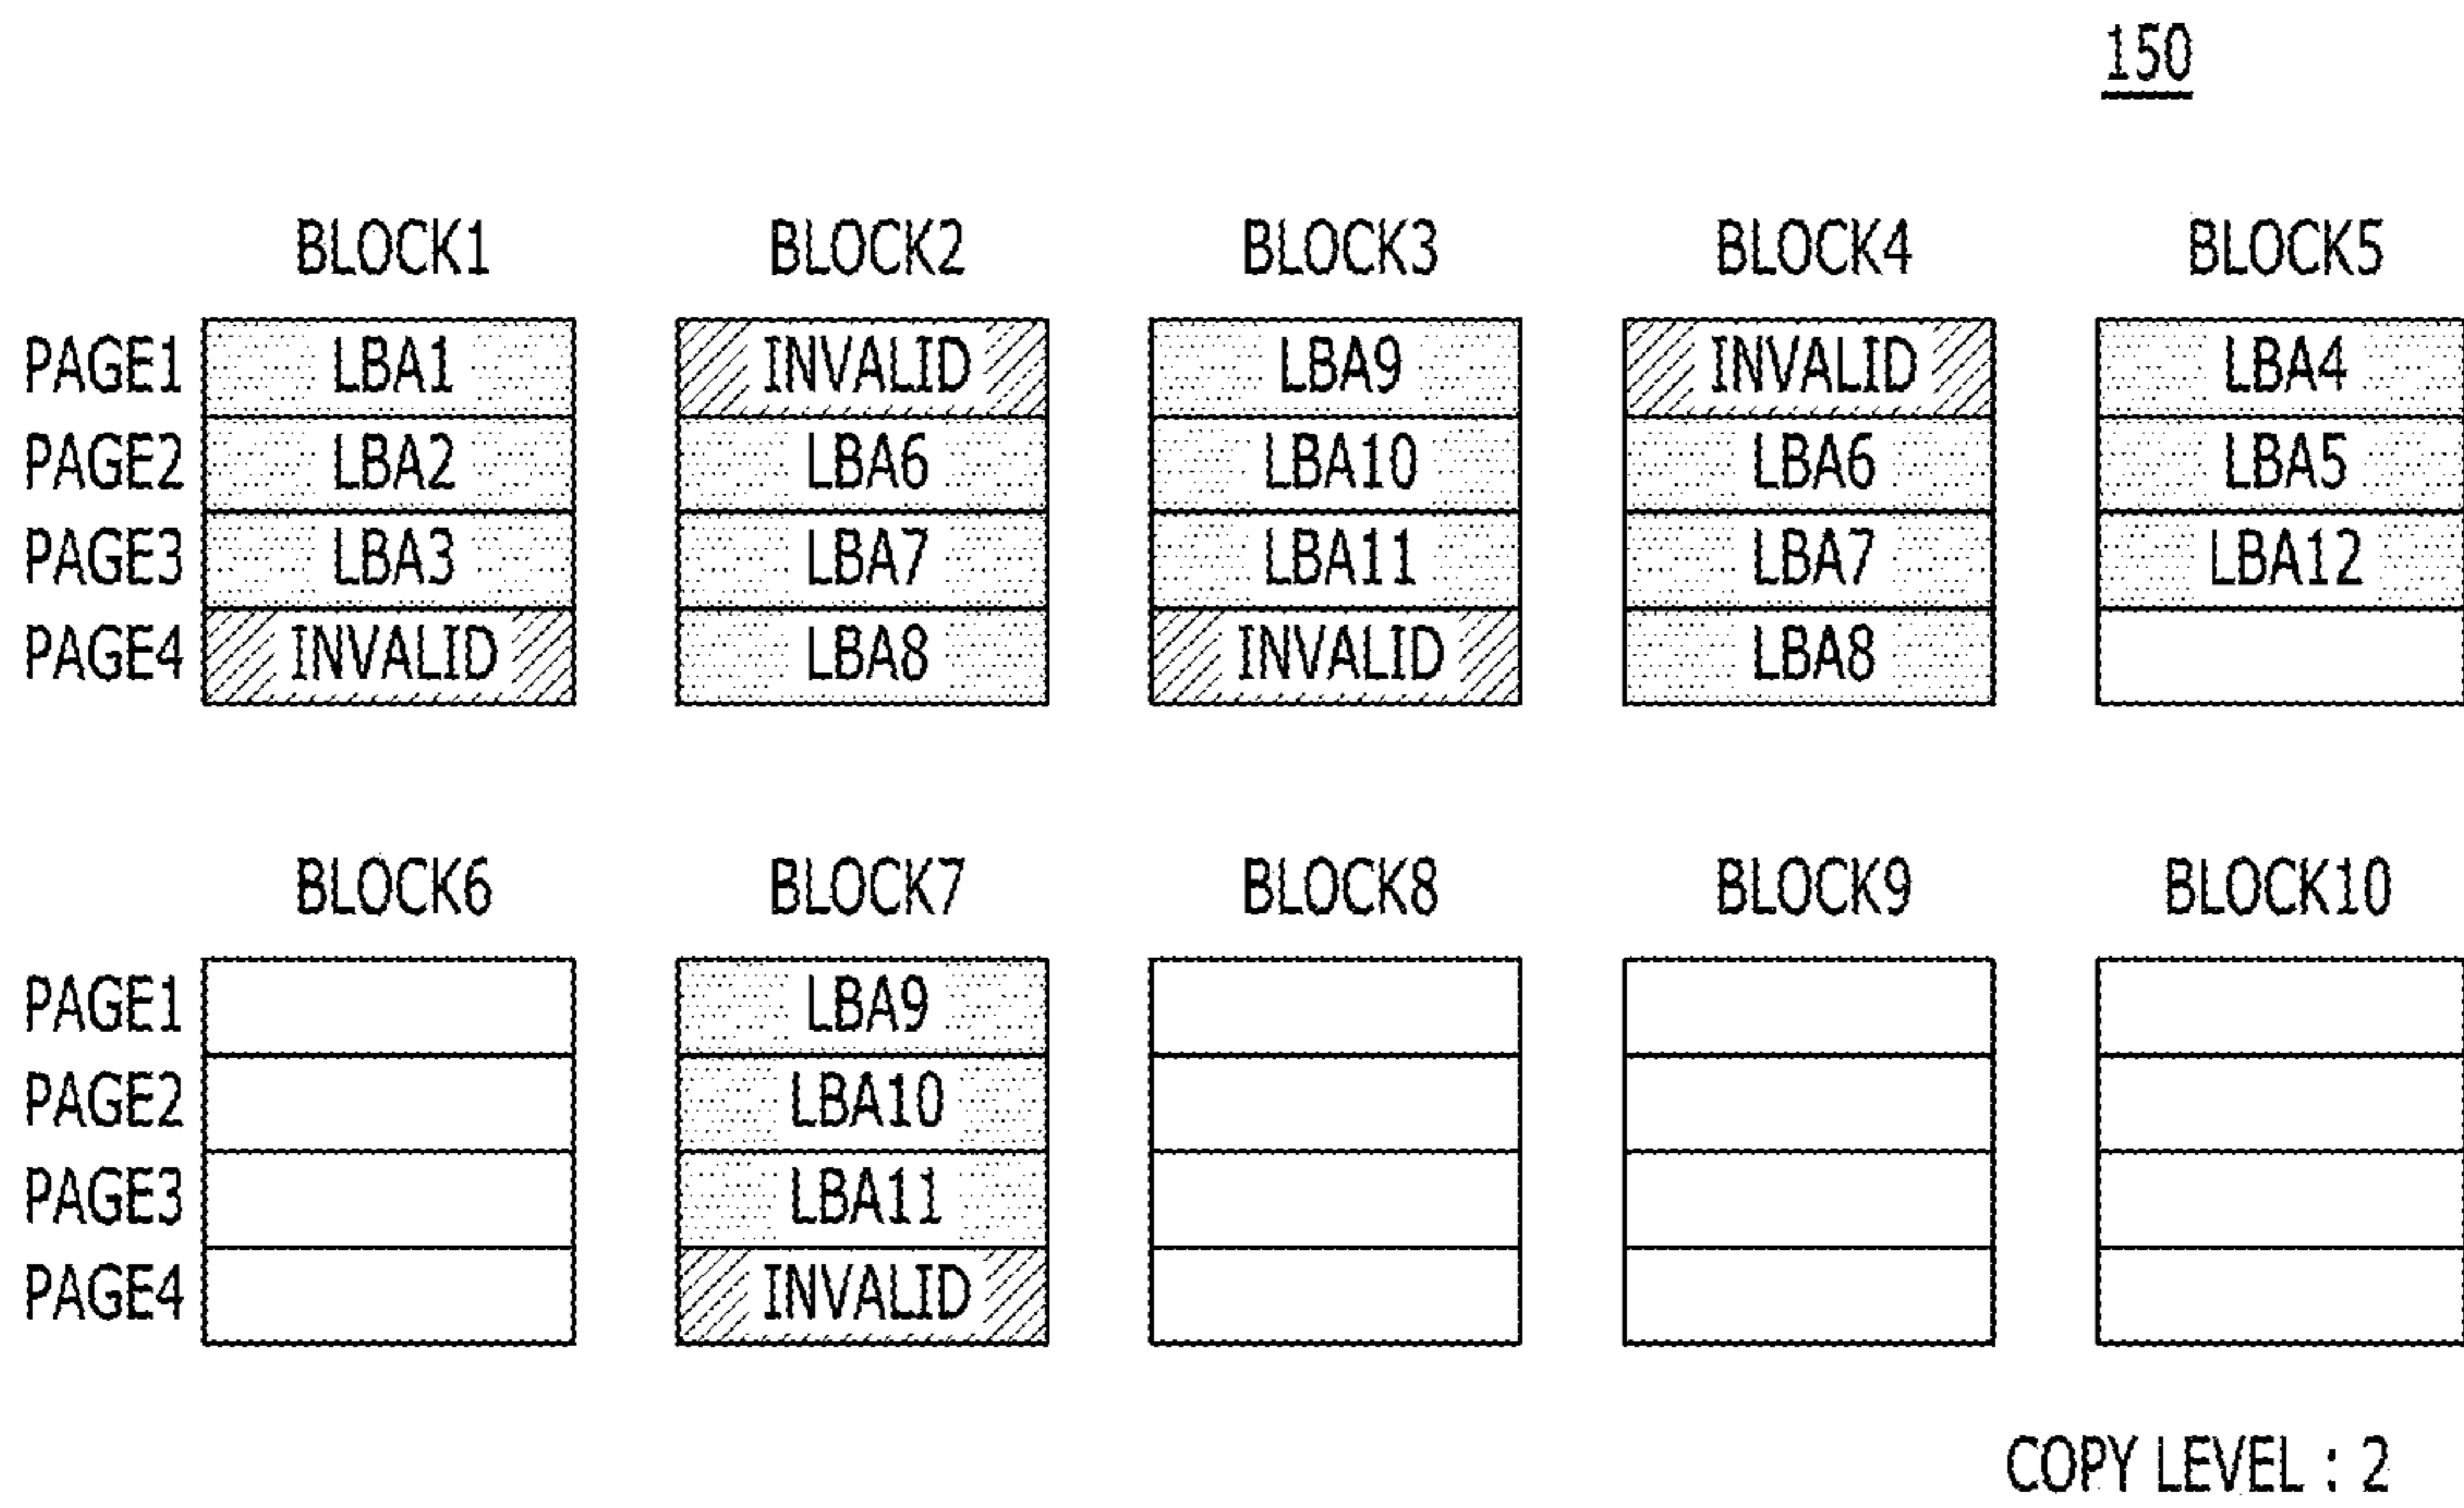 150
BLOCK1 BLOCK2 BLOCK3 BLOCK4 BLOCK5
PAGE1 LBA1 INVALID LBA9 INVALID LBA4
PAGE2 LBA2 LBA6 LBA10 LBA6 LBA5
PAGE3 LBA3 LBA7 LBA11 LBA7 LBA12
PAGE4 INVALID LBA8 INVALID LBA8
BLOCK6 BLOCK7 BLOCK8 BLOCK9 BLOCK10
PAGE1 LBA9
PAGE2 LBA10
PAGE3 LBA11
PAGE4 INVALID
COPY LEVEL : 2